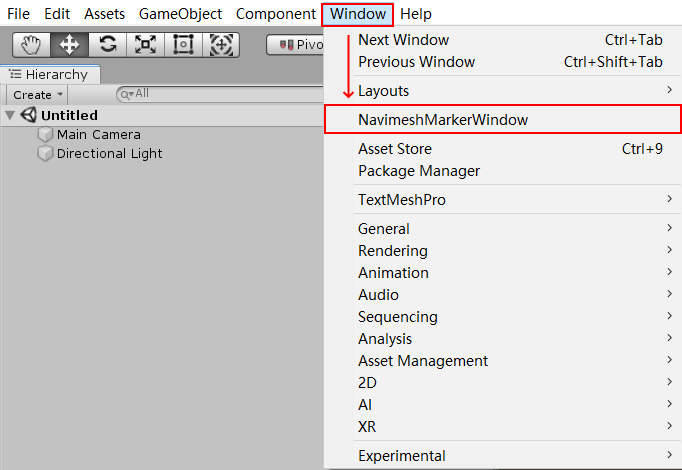 File Edit Assets GameObject Component Window Help
Pivo
Hierarchy
Create
All
Untitled
Main Camera
Directional Light
Next Window Ctrl+Tab
Previous Window Ctrl+Shift+Tab
Layouts
NavimeshMarkerWindow
Asset Store Ctrl+9
Package Manager
TextMeshPro
General
Rendering
Animation
Audio
Sequencing
Analysis
Asset Management
2D
AI
XR
Experimental